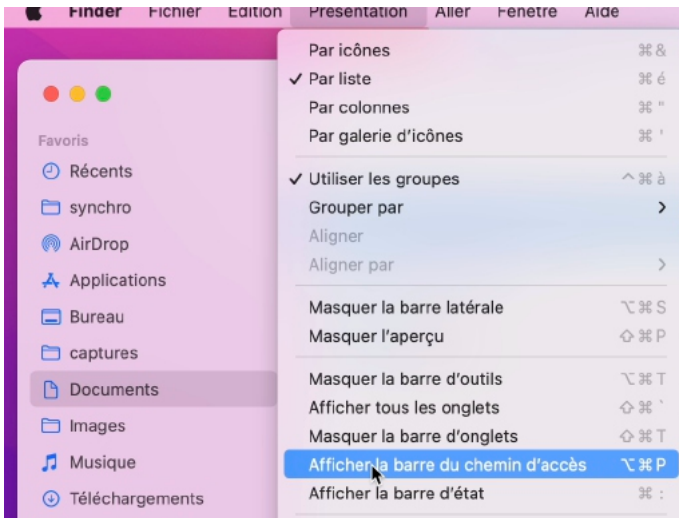 Finder Fichier Édition Présentation Aller Fenêtre Aide
Par icônes ⌘ &
✓ Par liste ⌘ é
Par colonnes ⌘ "
Par galerie d'icônes ⌘ '
✓ Utiliser les groupes ^ ⌘ à
Grouper par >
Aligner
Aligner par >
Masquer la barre latérale ⌥ ⌘ S
Masquer l'aperçu ⇧ ⌘ P
Masquer la barre d'outils ⌥ ⌘ T
Afficher tous les onglets ⇧ ⌘ `
Masquer la barre d'onglets ⇧ ⌘ T
Afficher la barre du chemin d'accès ⌥ ⌘ P
Afficher la barre d'état ⌘ :
Favoris
Récents
synchro
AirDrop
Applications
Bureau
captures
Documents
Images
Musique
Téléchargements